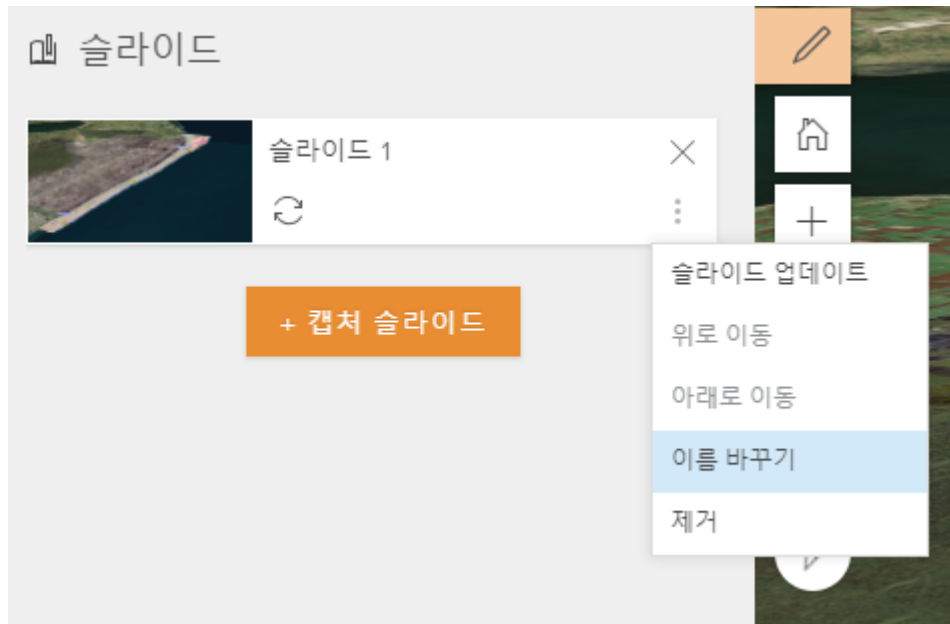 슬라이드
슬라이드 1
+ 캡처 슬라이드
슬라이드 업데이트
위로 이동
아래로 이동
이름 바꾸기
제거